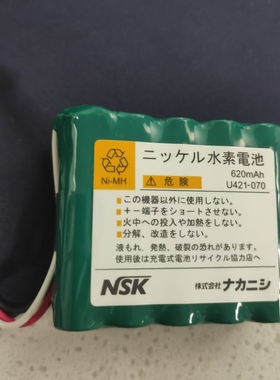 ニッケル水素電池
Ni-MH
620mAh
⚠危険
U421-070
●この機器以外に使用しない。
●＋－端子をショートさせない。
●火中への投入や加熱をしない。
●分解、改造をしない。
液もれ、発熱、破裂の恐れがあります。
使用後は充電式電池リサイクル協力店へ
NSK 株式会社ナカニシ